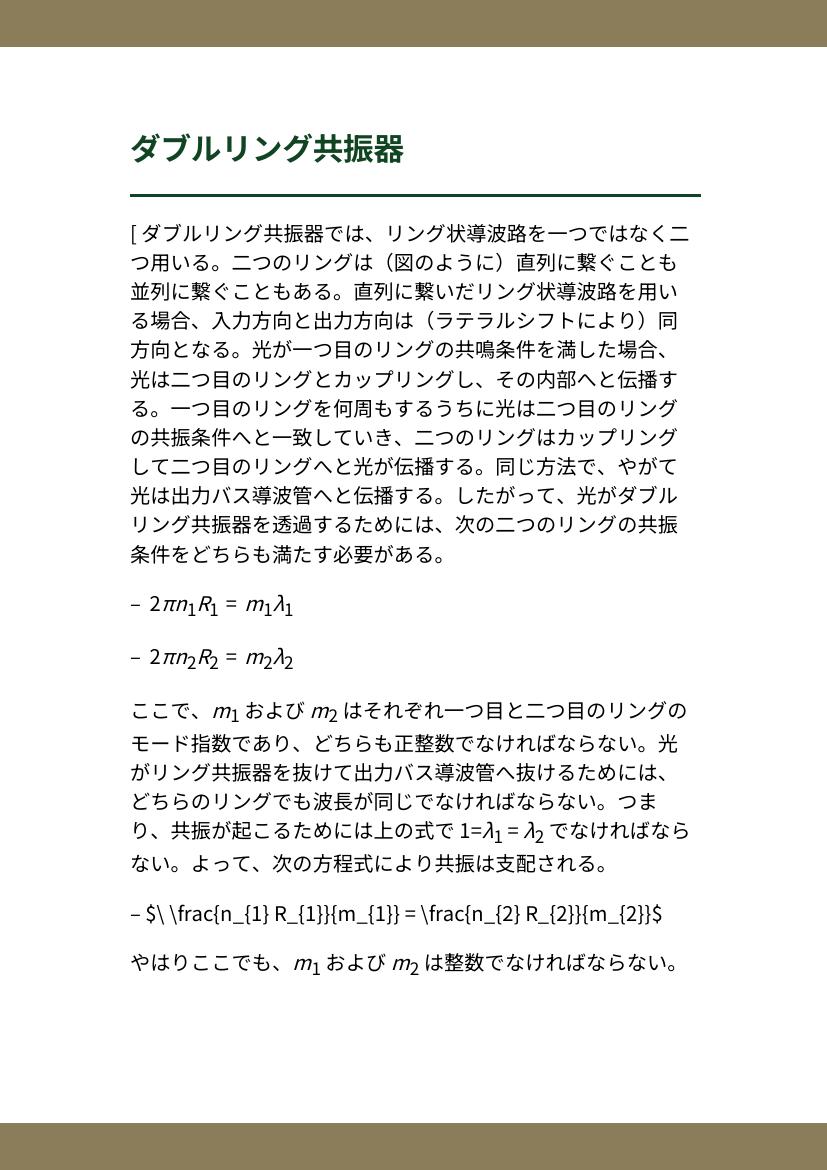 ダブルリング共振器
[ ダブルリング共振器では、リング状導波路を一つではなく二
つ用いる。二つのリングは（図のように）直列に繋ぐことも
並列に繋ぐこともある。直列に繋いだリング状導波路を用い
る場合、入力方向と出力方向は（ラテラルシフトにより）同
方向となる。光が一つ目のリングの共鳴条件を満した場合、
光は二つ目のリングとカップリングし、その内部へと伝播す
る。一つ目のリングを何周もするうちに光は二つ目のリング
の共振条件へと一致していき、二つのリングはカップリング
して二つ目のリングへと光が伝播する。同じ方法で、やがて
光は出力バス導波管へと伝播する。したがって、光がダブル
リング共振器を透過するためには、次の二つのリングの共振
条件をどちらも満たす必要がある。
– 2πn₁R₁ = m₁λ₁
– 2πn₂R₂ = m₂λ₂
ここで、m₁ および m₂ はそれぞれ一つ目と二つ目のリングの
モード指数であり、どちらも正整数でなければならない。光
がリング共振器を抜けて出力バス導波管へ抜けるためには、
どちらのリングでも波長が同じでなければならない。つま
り、共振が起こるためには上の式で 1=λ₁ = λ₂ でなければなら
ない。よって、次の方程式により共振は支配される。
– $\ \frac{n_{1} R_{1}}{m_{1}} = \frac{n_{2} R_{2}}{m_{2}}$
やはりここでも、m₁ および m₂ は整数でなければならない。